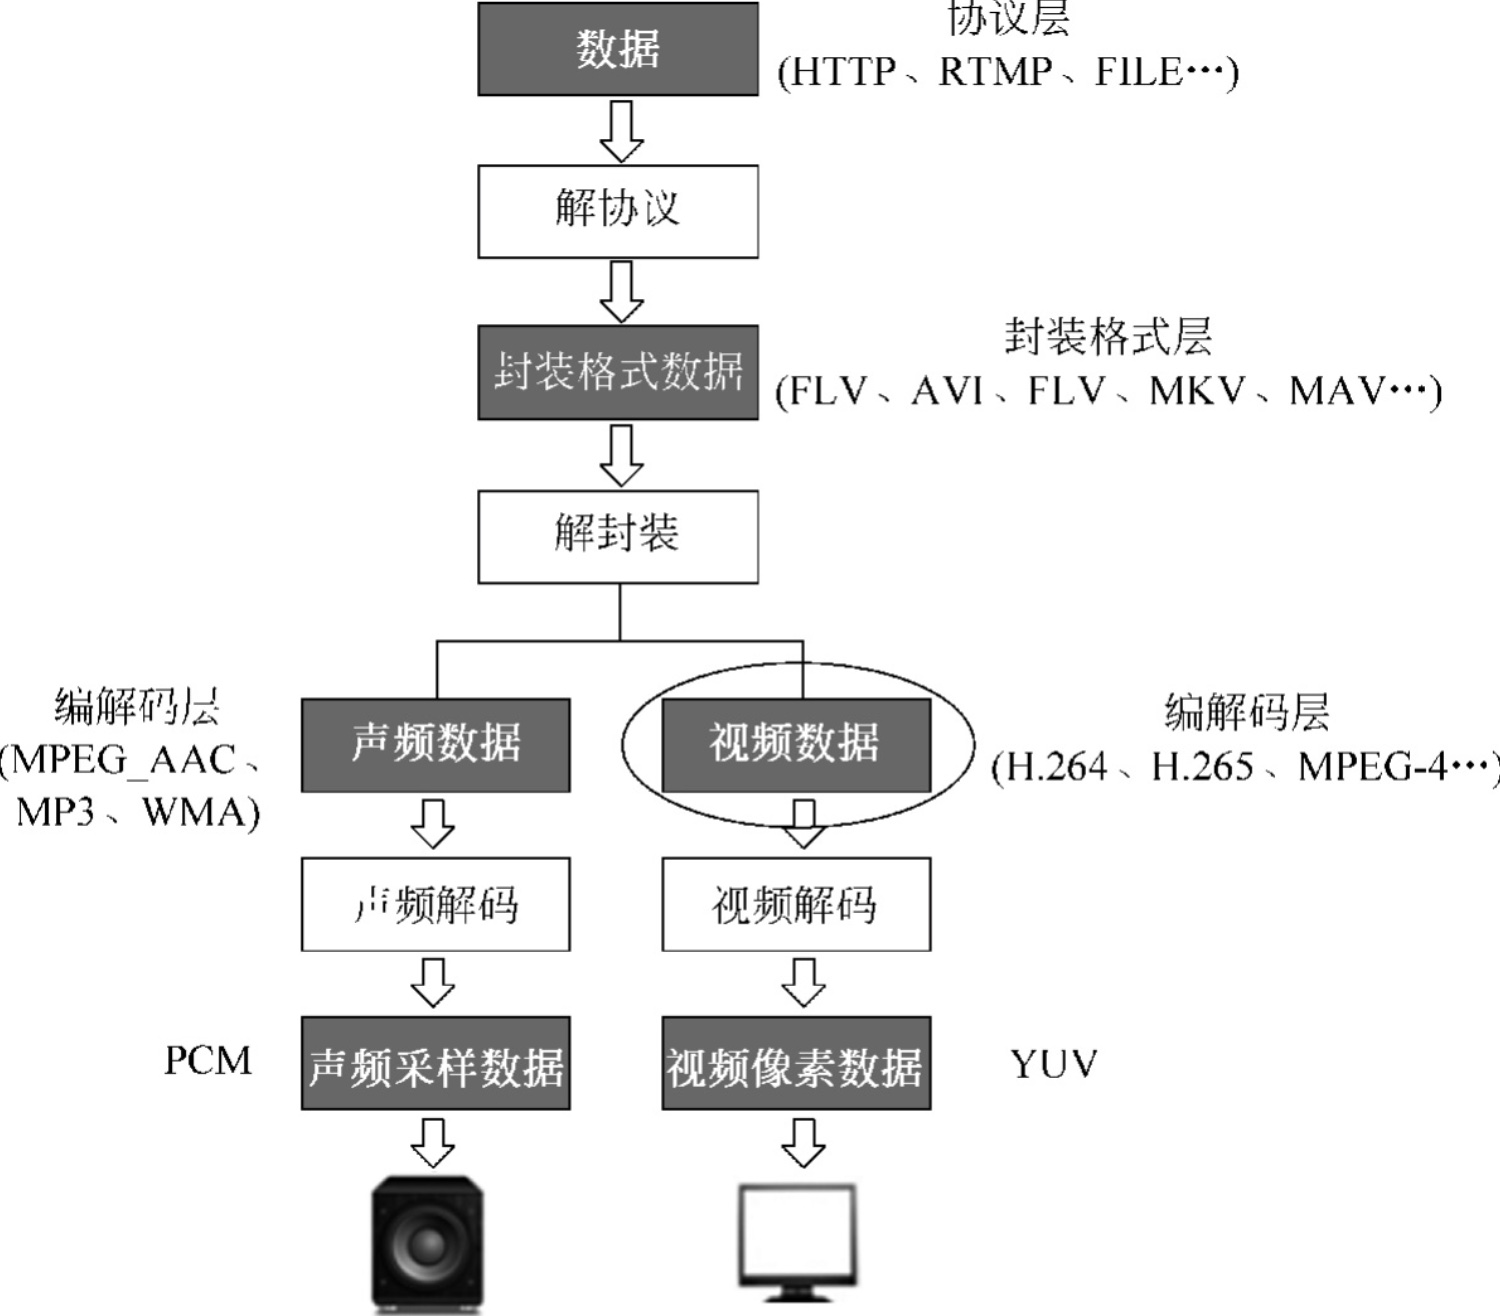 数据
协议层
(HTTP、RTMP、FILE…)
解协议
封装格式数据
封装格式层
(FLV、AVI、FLV、MKV、MAV…)
解封装
编解码层
(MPEG_AAC、
MP3、WMA)
声频数据
视频数据
编解码层
(H.264、H.265、MPEG-4…)
声频解码
视频解码
PCM
声频采样数据
视频像素数据
YUV